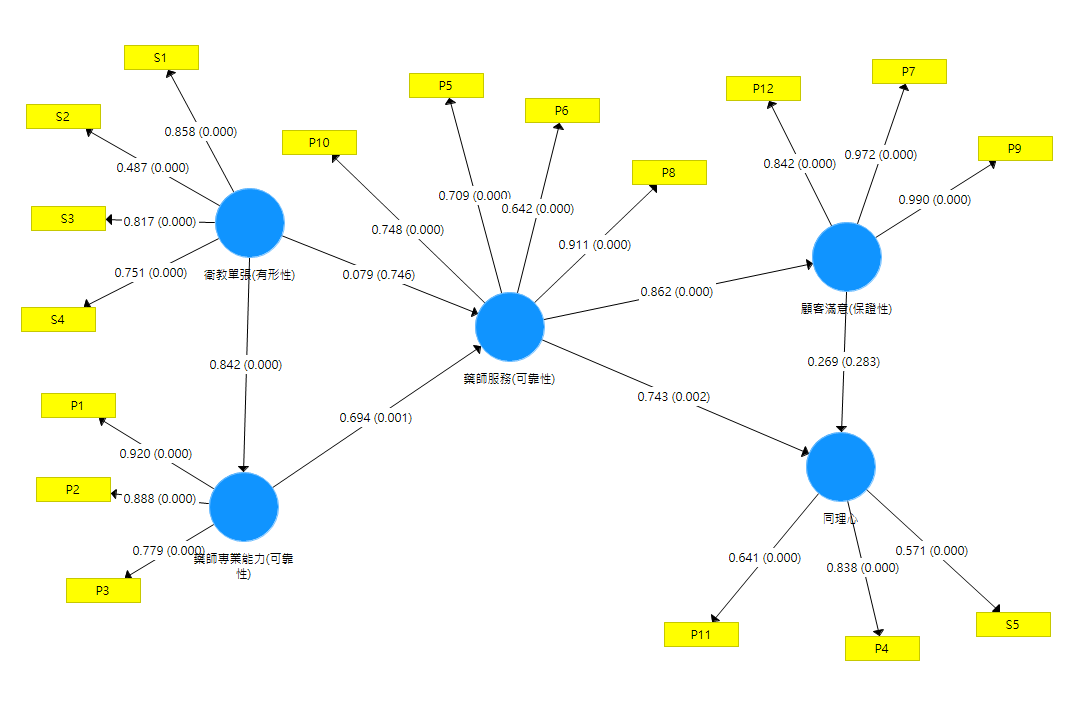 S1
P7
P5
P12
P6
S2
0.858 (0.000)
P10
P9
0.972 (0.000)
0.842 (0.000)
0.487 (0.000)
P8
0.709 (0.000)
0.990 (0.000)
0.642 (0.000)
S3
0.817 (0.000)
0.748 (0.000)
0.911 (0.000)
0.751 (0.000)
衛教單張(有形性)
0.079 (0.746)
0.862 (0.000)
顧客滿意(保證性)
S4
0.842 (0.000)
0.269 (0.283)
藥師服務(可靠性)
0.743 (0.002)
P1
0.694 (0.001)
0.920 (0.000)
P2
0.888 (0.000)
同理心
0.779 (0.000)
藥師專業能力(可靠
性)
0.641 (0.000)
0.838 (0.000)
0.571 (0.000)
P3
S5
P11
P4